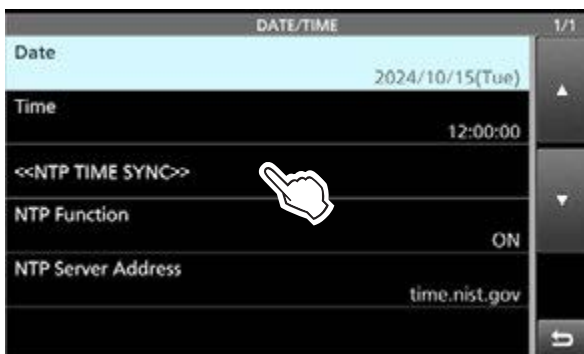 DATE/TIME 1/1
Date
2024/10/15(Tue)
Time
12:00:00
<<NTP TIME SYNC>>
NTP Function
ON
NTP Server Address
time.nist.gov